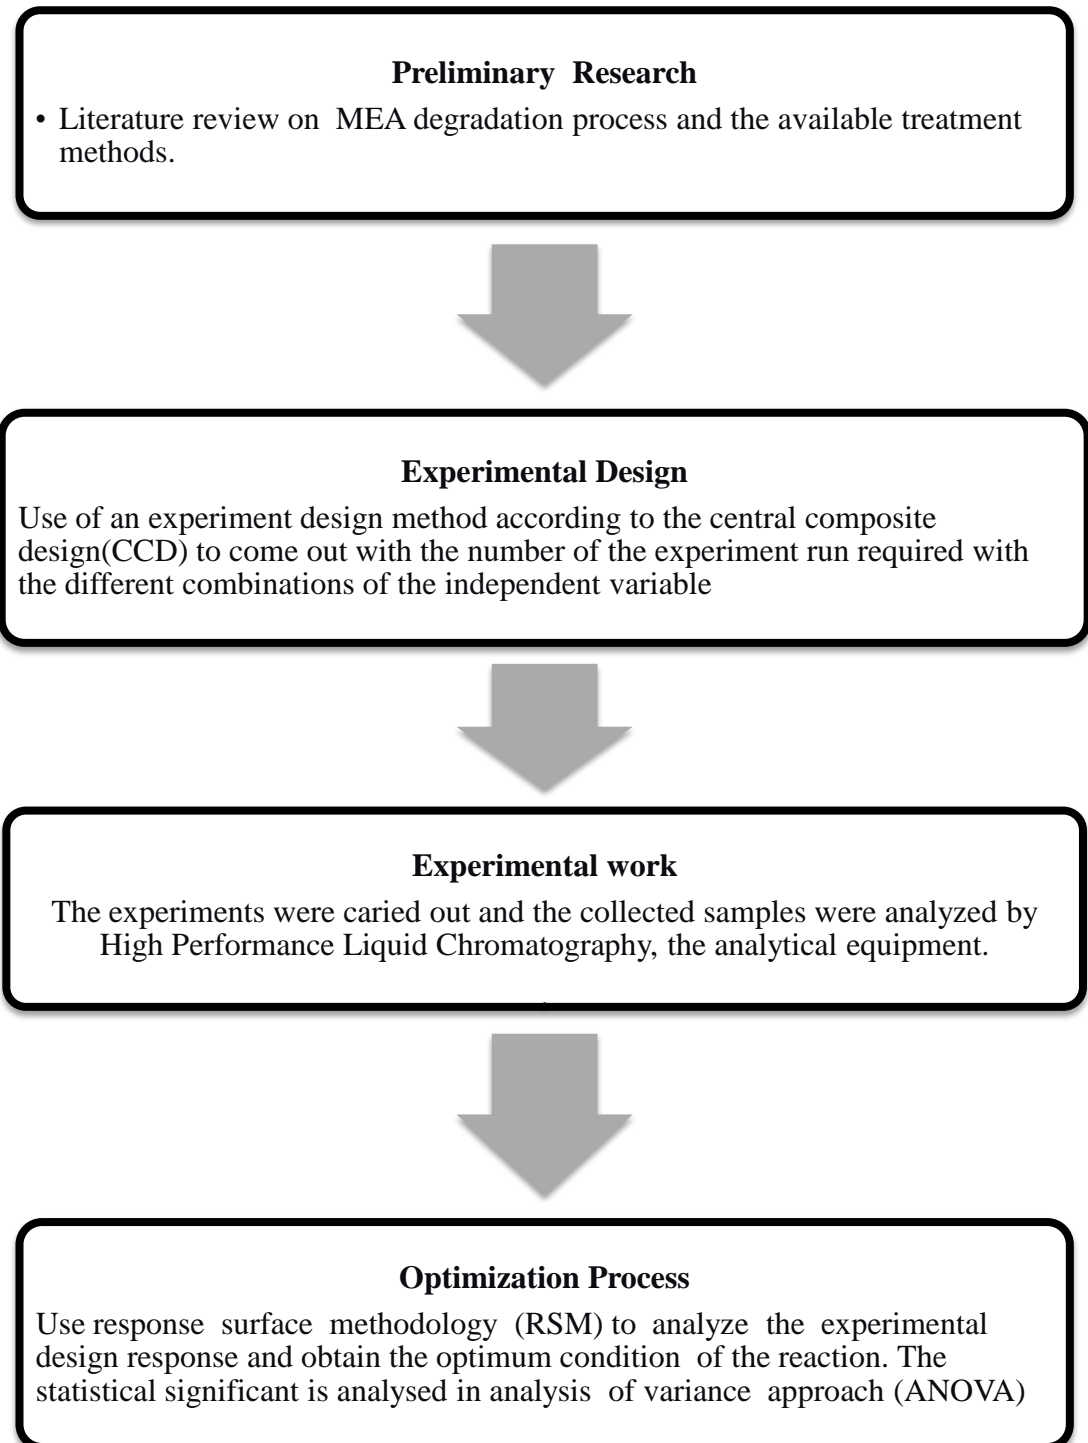 Preliminary Research
• Literature review on MEA degradation process and the available treatment
methods.
Experimental Design
Use of an experiment design method according to the central composite
design(CCD) to come out with the number of the experiment run required with
the different combinations of the independent variable
Experimental work
The experiments were caried out and the collected samples were analyzed by
High Performance Liquid Chromatography, the analytical equipment.
Optimization Process
Use response surface methodology (RSM) to analyze the experimental
design response and obtain the optimum condition of the reaction. The
statistical significant is analysed in analysis of variance approach (ANOVA)